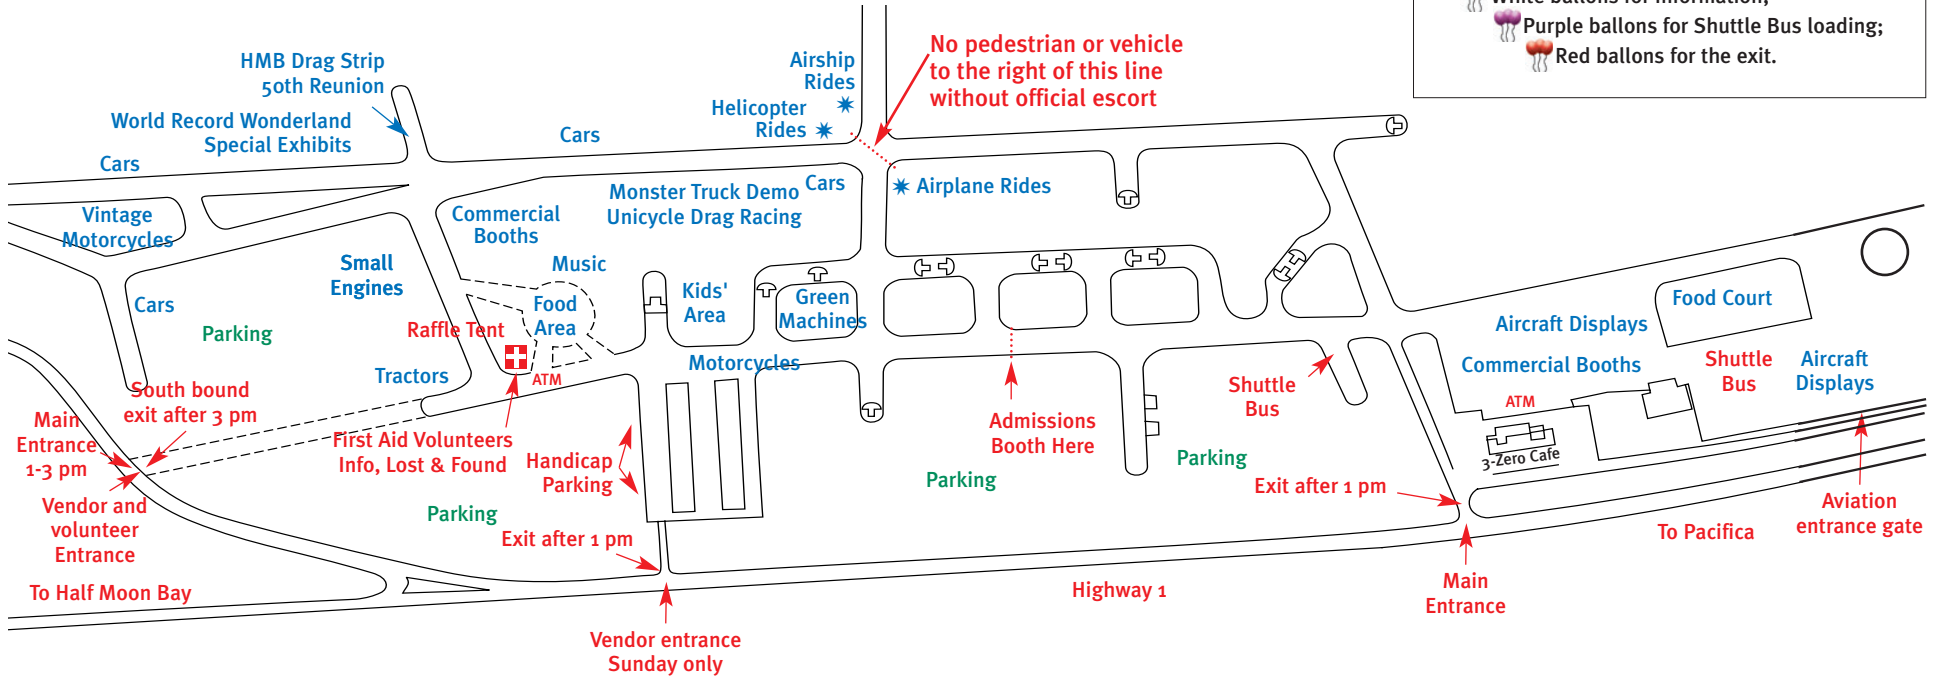 White ballons for information;
Purple ballons for Shuttle Bus loading;
Red ballons for the exit.
No pedestrian or vehicle
to the right of this line
without official escort
HMB Drag Strip
50th Reunion
World Record Wonderland
Special Exhibits
Airship
Rides
Helicopter
Rides
Cars
Cars
Cars
Monster Truck Demo
Unicycle Drag Racing
Airplane Rides
Vintage
Motorcycles
Commercial
Booths
Small
Engines
Music
Food
Area
Kids'
Area
Green
Machines
Cars
Parking
Raffle Tent
Motorcycles
Tractors
ATM
South bound
exit after 3 pm
Main
Entrance
1-3 pm
First Aid Volunteers
Info, Lost & Found
Handicap
Parking
Vendor and
volunteer
Entrance
Parking
Exit after 1 pm
To Half Moon Bay
Vendor entrance
Sunday only
Admissions
Booth Here
Parking
Parking
Shuttle
Bus
Exit after 1 pm
Highway 1
Main
Entrance
Food Court
Aircraft Displays
Commercial Booths
Shuttle
Bus
Aircraft
Displays
ATM
3-Zero Cafe
To Pacifica
Aviation
entrance gate